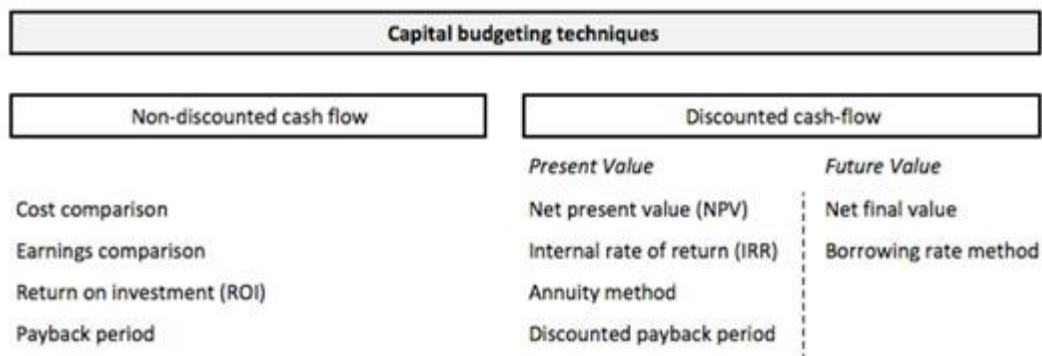 Capital budgeting techniques
Non-discounted cash flow
Cost comparison
Earnings comparison
Return on investment (ROI)
Payback period
Discounted cash-flow
Present Value
Net present value (NPV)
Internal rate of return (IRR)
Annuity method
Discounted payback period
Future Value
Net final value
Borrowing rate method